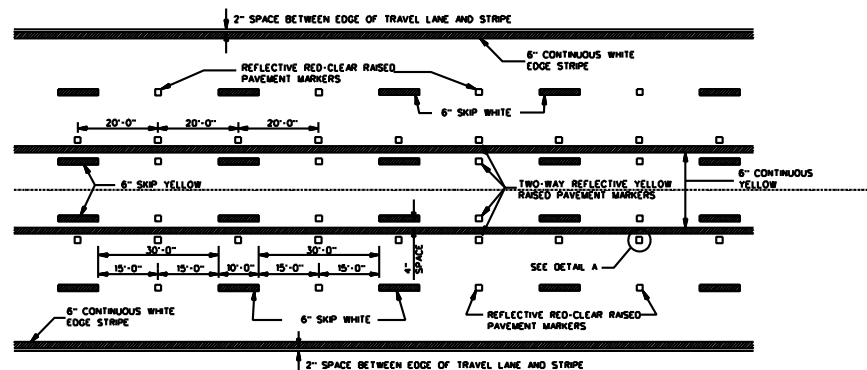 2" SPACE BETWEEN EDGE OF TRAVEL LANE AND STRIPE
6" CONTINUOUS WHITE
EDGE STRIPE
REFLECTIVE RED-CLEAR RAISED
PAVEMENT MARKERS
6" SKIP WHITE
20'-0" 20'-0" 20'-0"
6" SKIP YELLOW
TWO-WAY REFLECTIVE YELLOW
RAISED PAVEMENT MARKERS
6" CONTINUOUS
YELLOW
30'-0" 30'-0"
15'-0" 15'-0" 10'-0" 15'-0" 15'-0"
4"
SPACE
SEE DETAIL A
6" CONTINUOUS WHITE
EDGE STRIPE
6" SKIP WHITE
REFLECTIVE RED-CLEAR RAISED
PAVEMENT MARKERS
2" SPACE BETWEEN EDGE OF TRAVEL LANE AND STRIPE